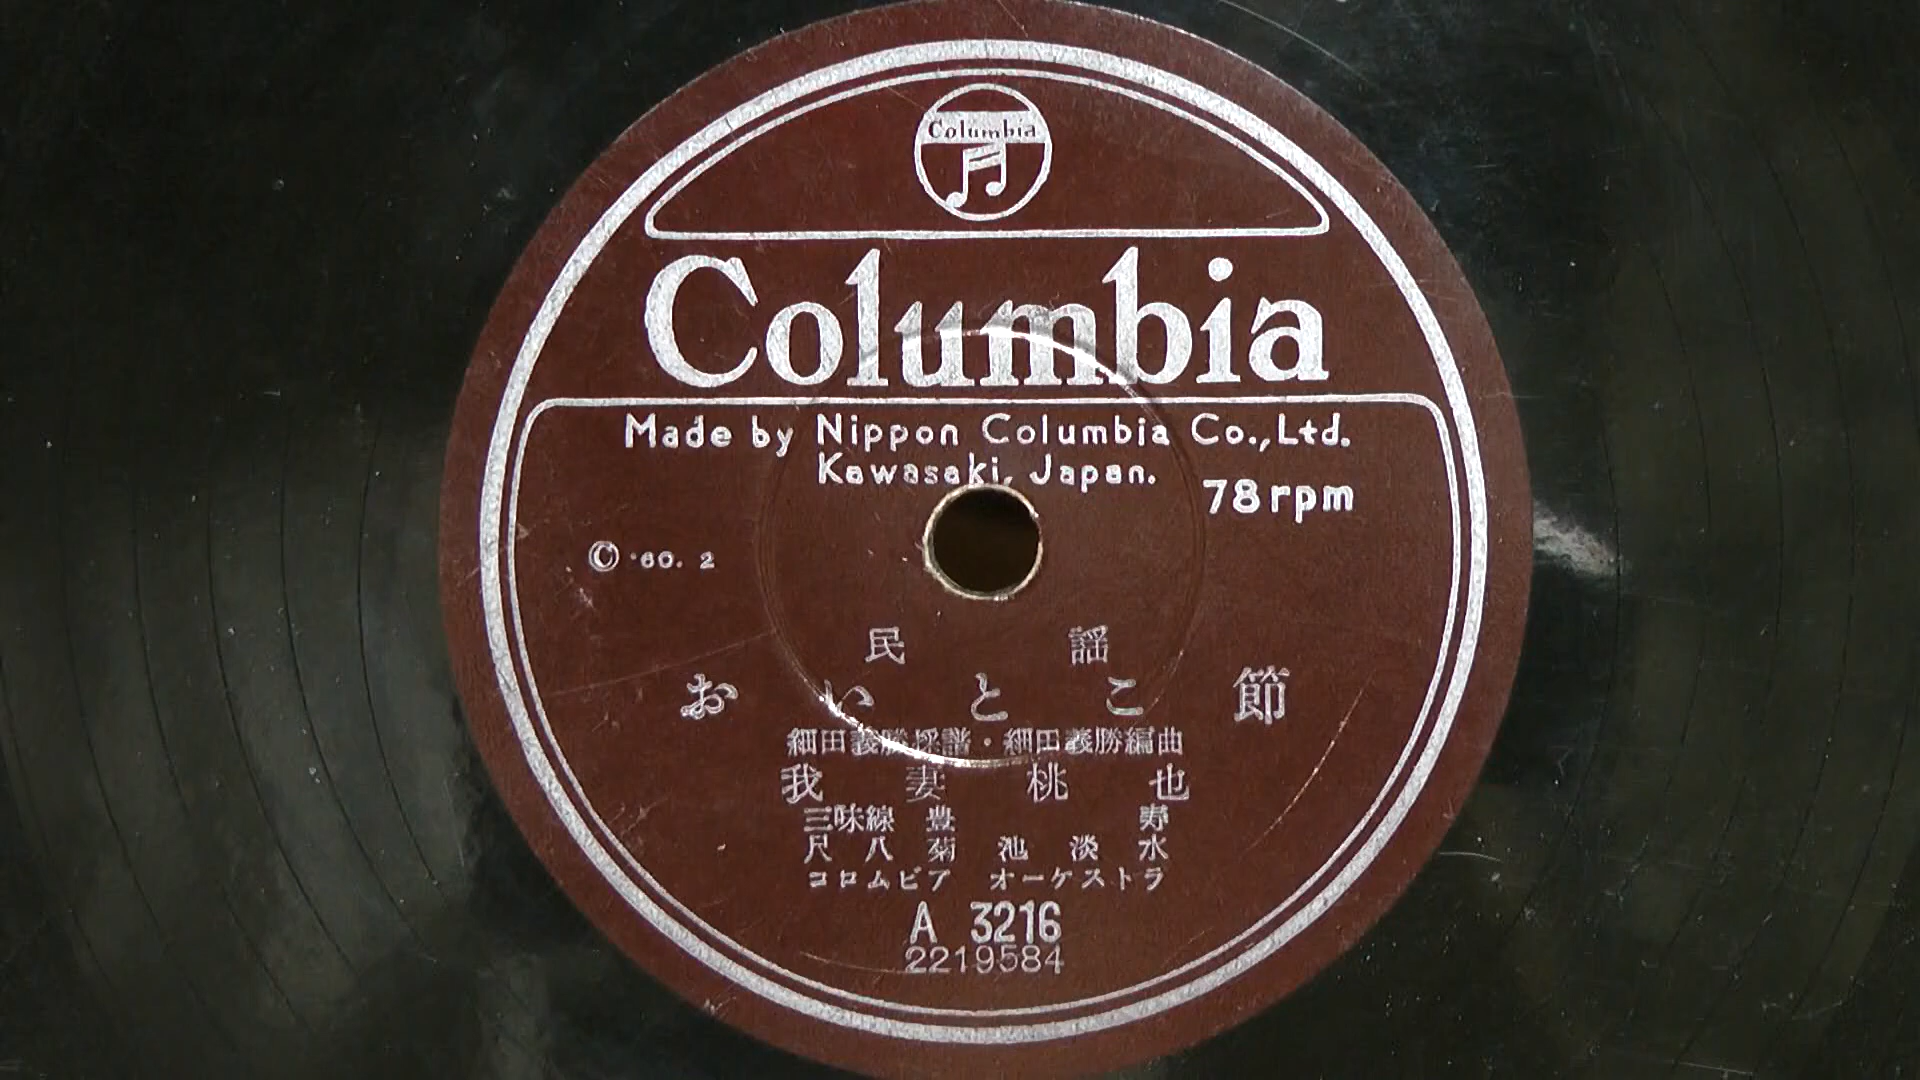 Columbia
Columbia
Made by Nippon Columbia Co.,Ltd.
Kawasaki, Japan.
78rpm
© '60. 2
民謡
おいとこ節
細田義勝採譜・細田義勝編曲
我妻桃也
三味線 豊寿
尺八 菊池淡水
コロムビア オーケストラ
A 3216
2219584